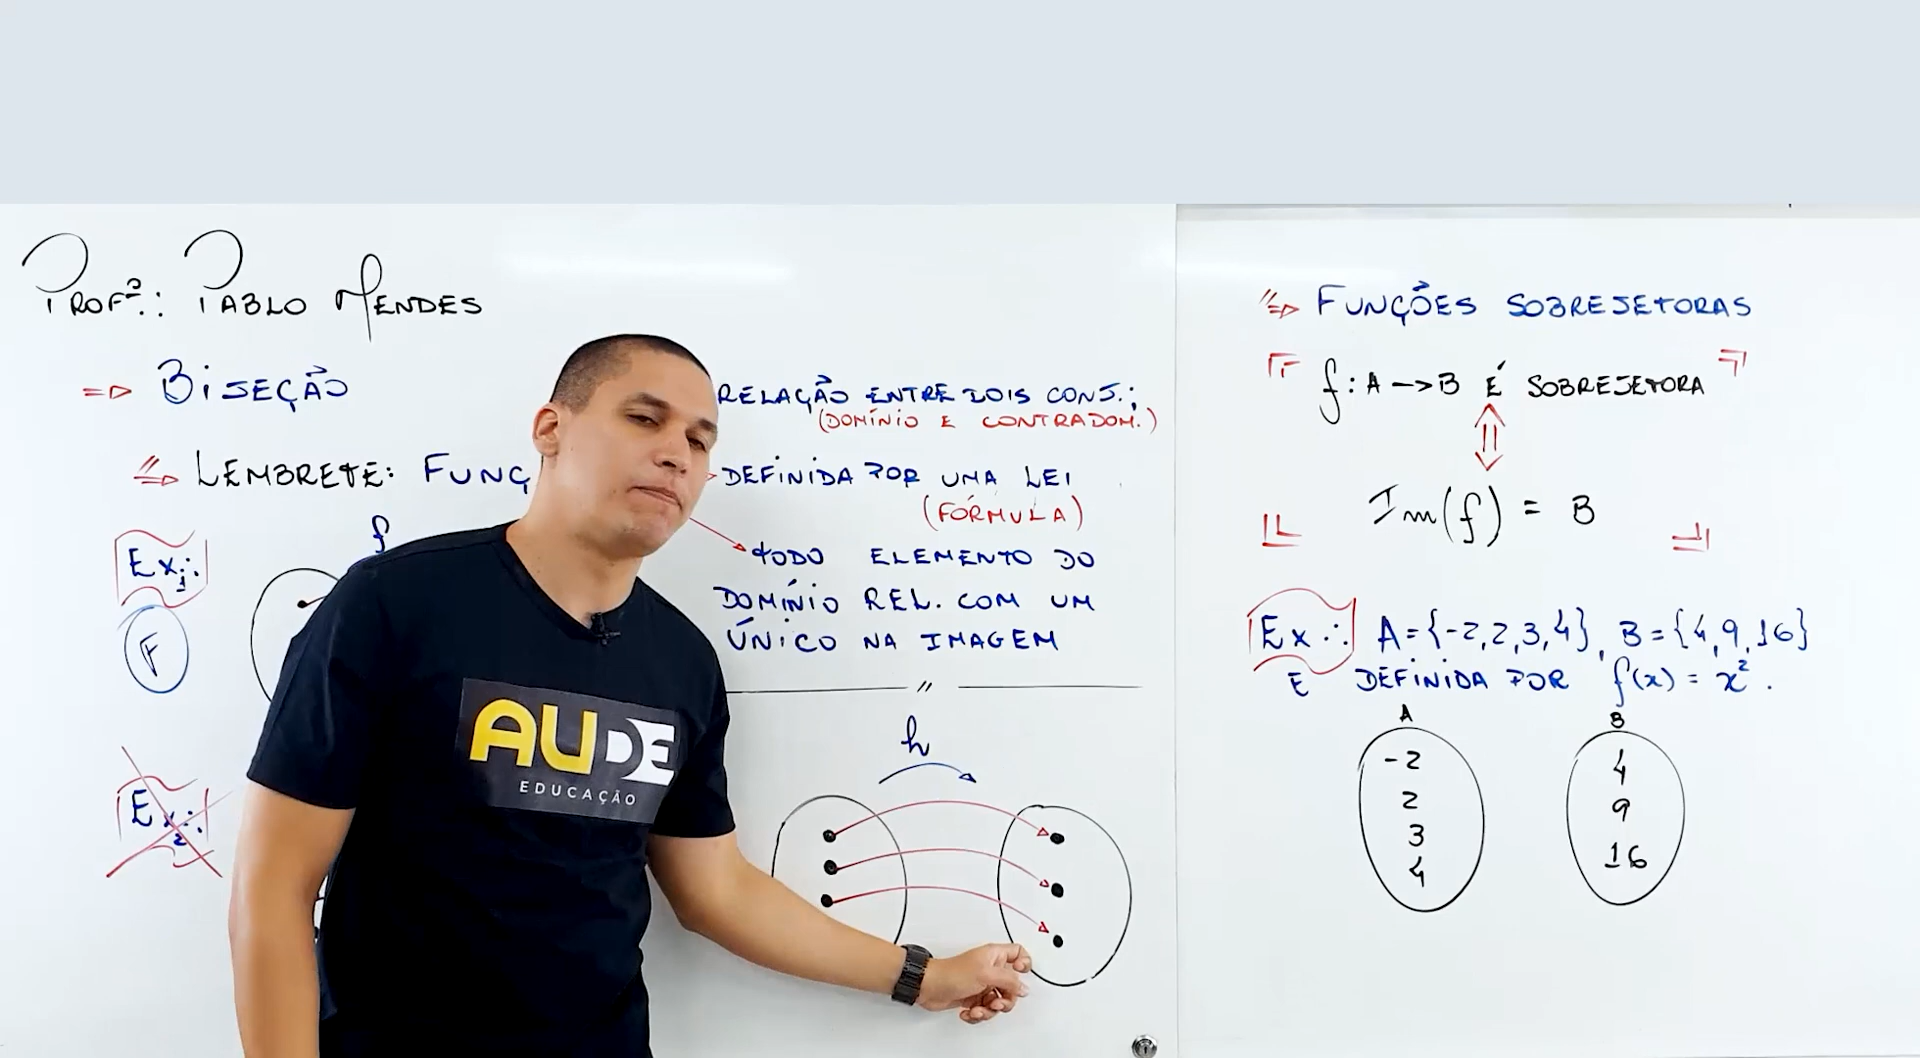 Profº.: Pablo Mendes
⇒ BiJEÇÃO
LEMBRETE: FUNÇ
RELAÇÃO ENTRE DOIS CONJ.;
(DOMÍNIO E CONTRADOM.)
DEFINIDA POR UMA LEI
(FÓRMULA)
TODO ELEMENTO DO
DOMÍNIO REL. COM UM
ÚNICO NA IMAGEM
Ex₁∴
f
F
Ex₂∴
h
AUDE
EDUCAÇÃO
⇒ FUNÇÕES SOBREJETORAS
f: A → B É SOBREJETORA
⇕
Im(f) = B
Ex∴ A = {-2, 2, 3, 4}, B = {4, 9, 16}
E DEFINIDA POR f(x) = x².
A B
-2 4
2 9
3 16
4